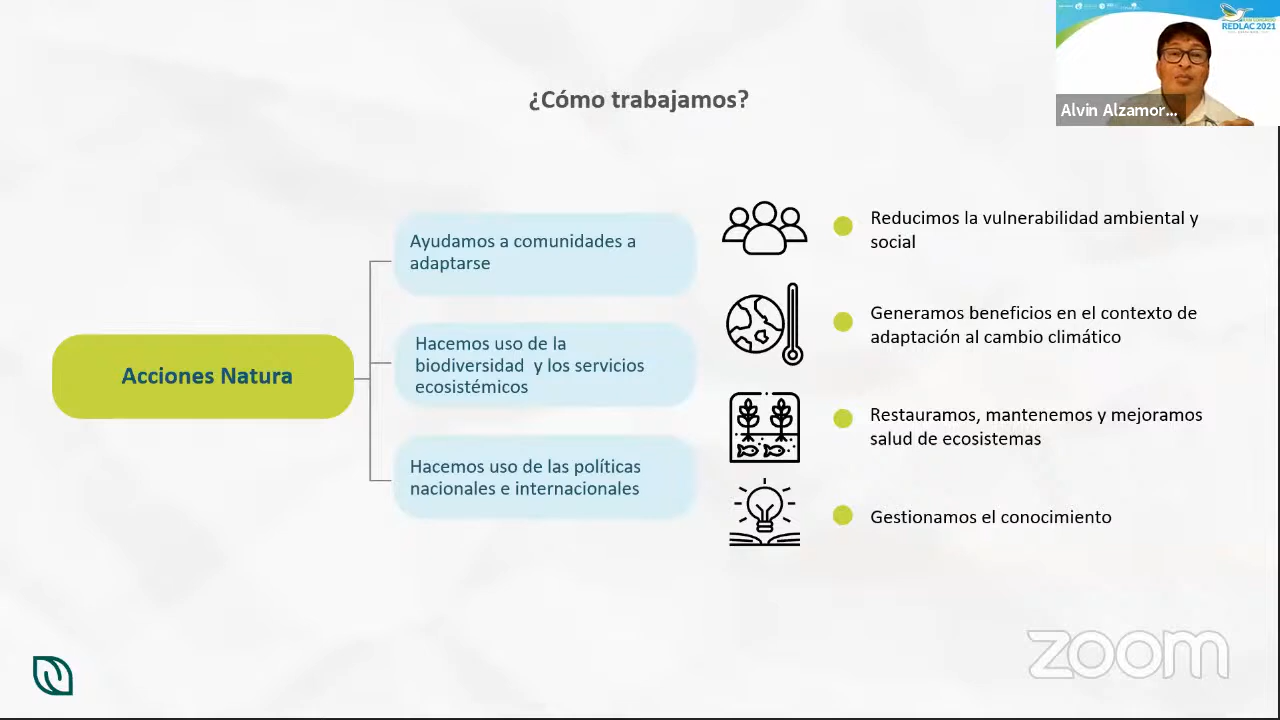 REDLAC 2021
Alvin Alzamor...
¿Cómo trabajamos?
Acciones Natura
Ayudamos a comunidades a
adaptarse
Hacemos uso de la
biodiversidad y los servicios
ecosistémicos
Hacemos uso de las políticas
nacionales e internacionales
Reducimos la vulnerabilidad ambiental y
social
Generamos beneficios en el contexto de
adaptación al cambio climático
Restauramos, mantenemos y mejoramos
salud de ecosistemas
Gestionamos el conocimiento
zoom